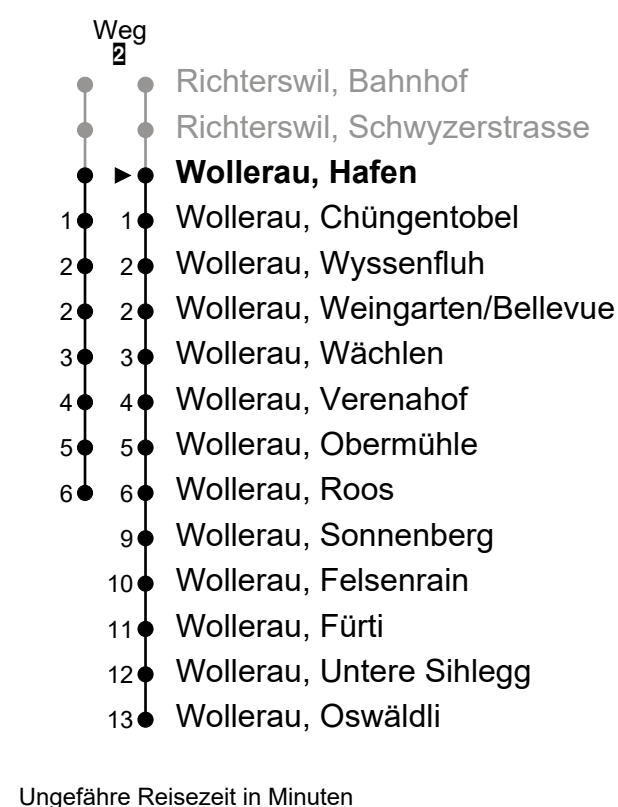 Weg
2
Richterswil, Bahnhof
Richterswil, Schwyzerstrasse
Wollerau, Hafen
1 1 Wollerau, Chüngentobel
2 2 Wollerau, Wyssenfluh
2 2 Wollerau, Weingarten/Bellevue
3 3 Wollerau, Wächlen
4 4 Wollerau, Verenahof
5 5 Wollerau, Obermühle
6 6 Wollerau, Roos
9 Wollerau, Sonnenberg
10 Wollerau, Felsenrain
11 Wollerau, Fürti
12 Wollerau, Untere Sihlegg
13 Wollerau, Oswäldli
Ungefähre Reisezeit in Minuten